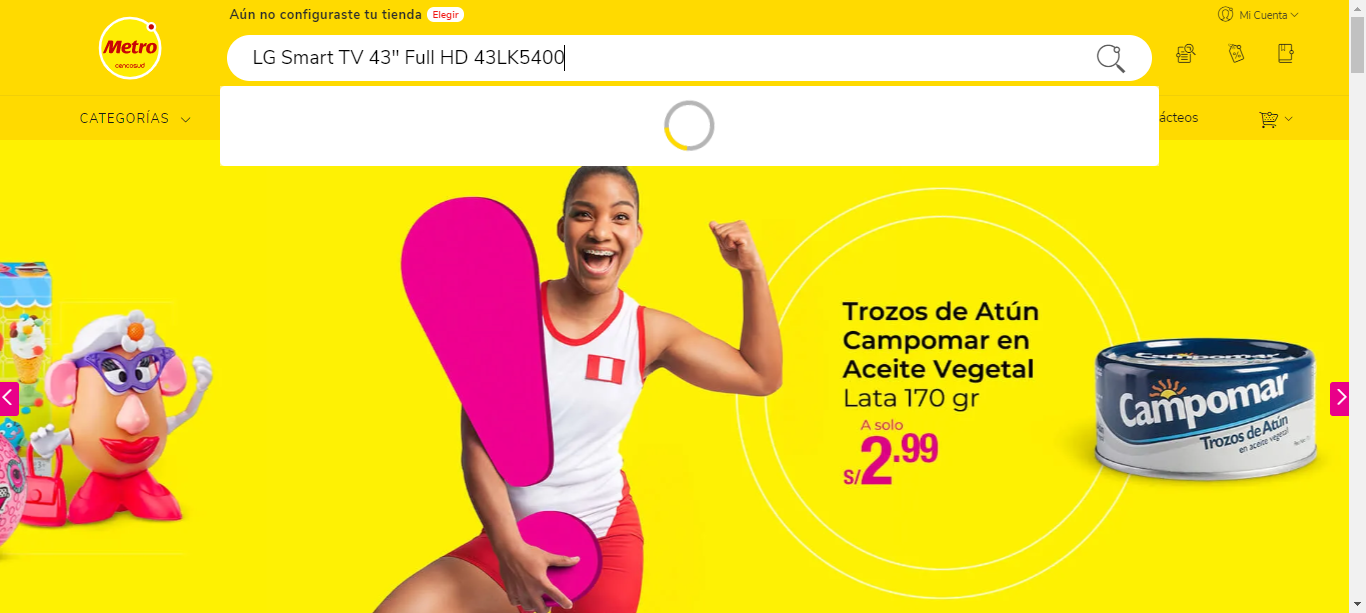 Aún no configuraste tu tienda Elegir
Mi Cuenta
Metro
cencosud
LG Smart TV 43" Full HD 43LK5400
%
CATEGORÍAS
ácteos
Trozos de Atún
Campomar en
Aceite Vegetal
Lata 170 gr
A solo
S/2.99
Campomar
Campomar
Trozos de Atún
en aceite vegetal